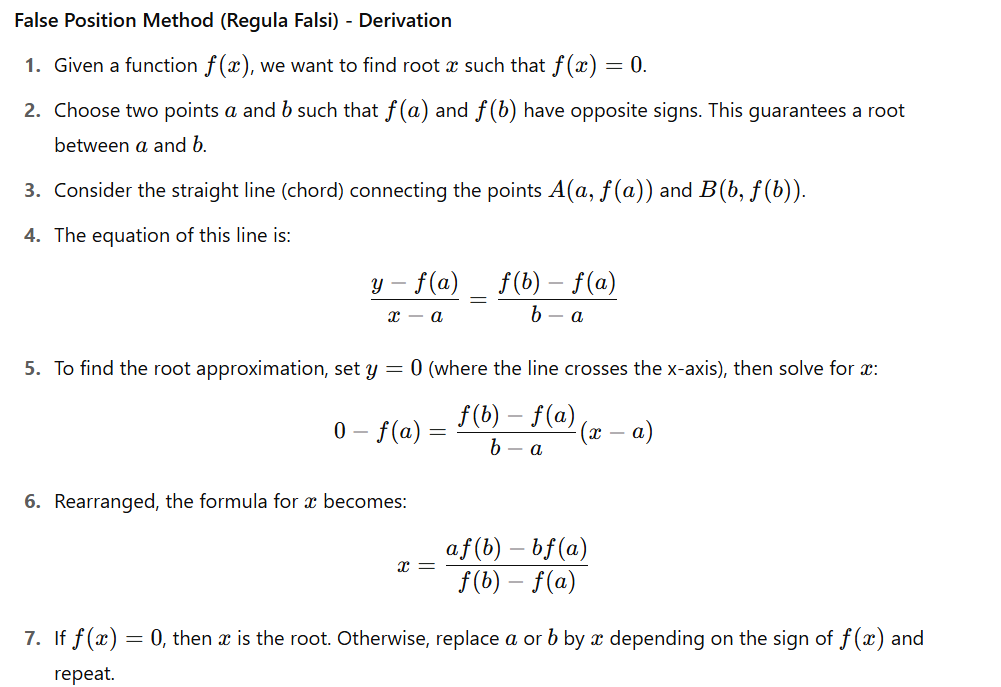 False Position Method (Regula Falsi) - Derivation
1. Given a function f(x), we want to find root x such that f(x) = 0.
2. Choose two points a and b such that f(a) and f(b) have opposite signs. This guarantees a root
between a and b.
3. Consider the straight line (chord) connecting the points A(a, f(a)) and B(b, f(b)).
4. The equation of this line is:
\frac{y − f(a)}{x − a} = \frac{f(b) − f(a)}{b − a}
5. To find the root approximation, set y = 0 (where the line crosses the x-axis), then solve for x:
0 − f(a) = \frac{f(b) − f(a)}{b − a}(x − a)
6. Rearranged, the formula for x becomes:
x = \frac{af(b) − bf(a)}{f(b) − f(a)}
7. If f(x) = 0, then x is the root. Otherwise, replace a or b by x depending on the sign of f(x) and
repeat.